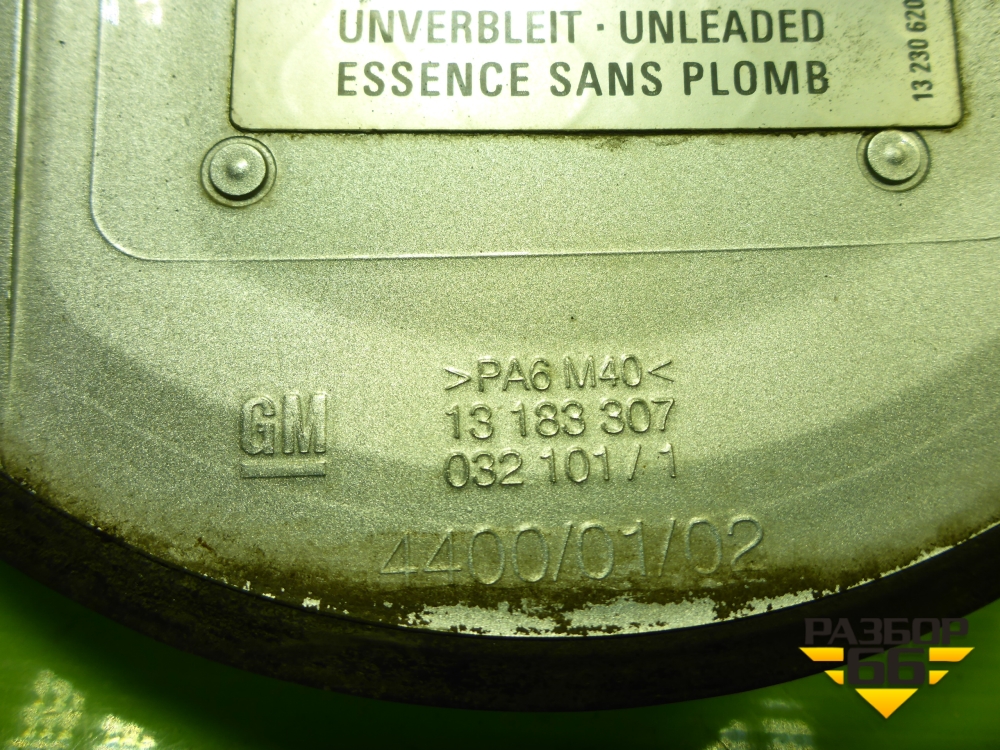 UNVERBLEIT · UNLEADED
ESSENCE SANS PLOMB
13 230 620
GM
>PA6 M40<
13 183 307
032 101 / 1
4400/01/02
РАЗБОР
66